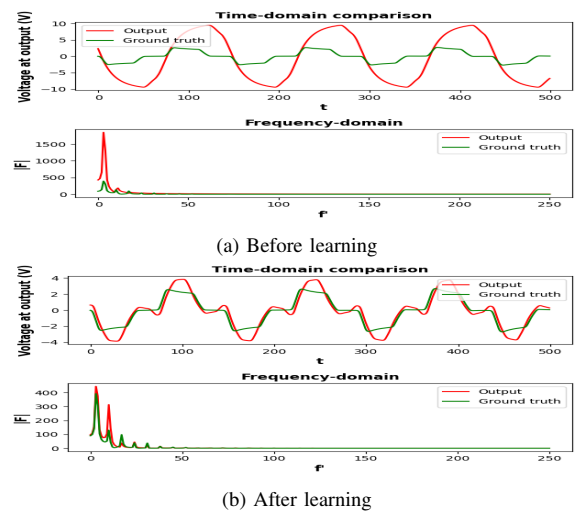 Time-domain comparison
Voltage at output (V)
10
5
0
−5
−10
Output
Ground truth
0 100 200 300 400 500
t
Frequency-domain
|F|
1500
1000
500
0
Output
Ground truth
0 50 100 150 200 250
f'
(a) Before learning
Time-domain comparison
Voltage at output (V)
4
2
0
−2
−4
Output
Ground truth
0 100 200 300 400 500
t
Frequency-domain
|F|
400
300
200
100
0
Output
Ground truth
0 50 100 150 200 250
f'
(b) After learning